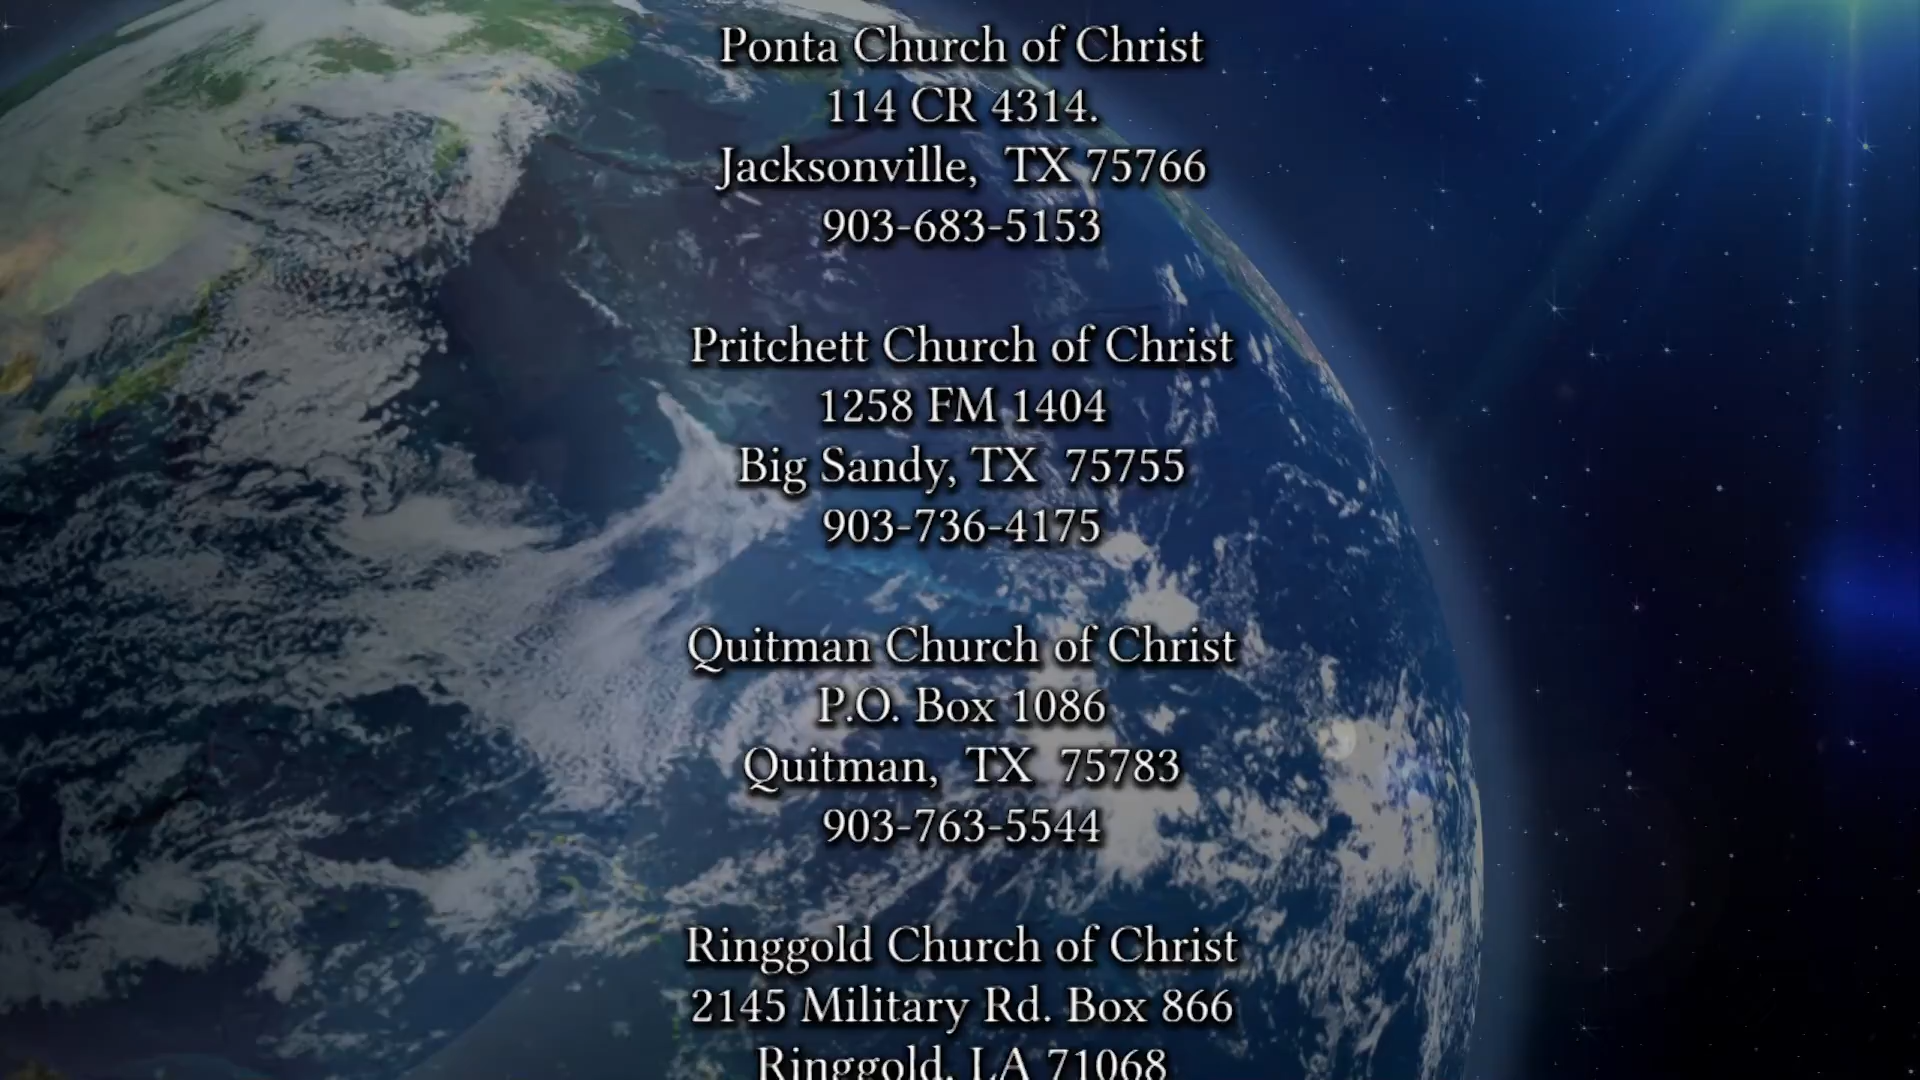 Ponta Church of Christ
114 CR 4314.
Jacksonville, TX 75766
903-683-5153
Pritchett Church of Christ
1258 FM 1404
Big Sandy, TX 75755
903-736-4175
Quitman Church of Christ
P.O. Box 1086
Quitman, TX 75783
903-763-5544
Ringgold Church of Christ
2145 Military Rd. Box 866
Ringgold, LA 71068